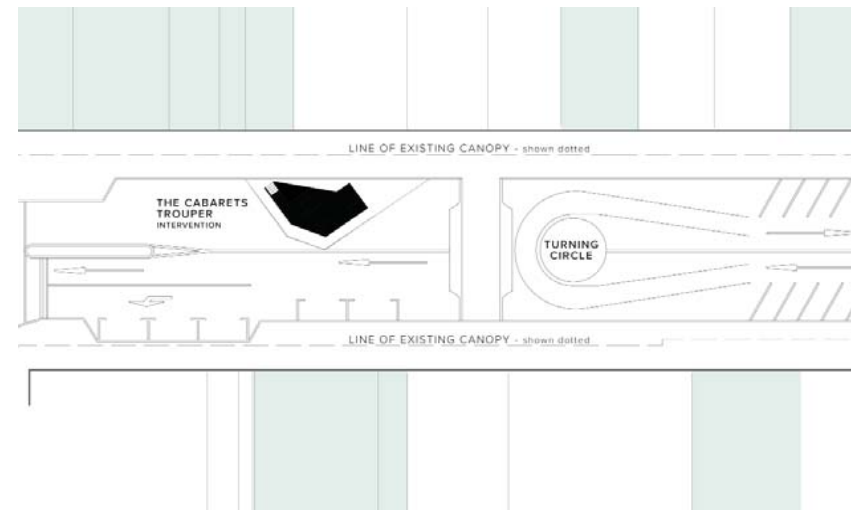 LINE OF EXISTING CANOPY - shown dotted
THE CABARETS
TROUPER
INTERVENTION
TURNING
CIRCLE
LINE OF EXISTING CANOPY - shown dotted